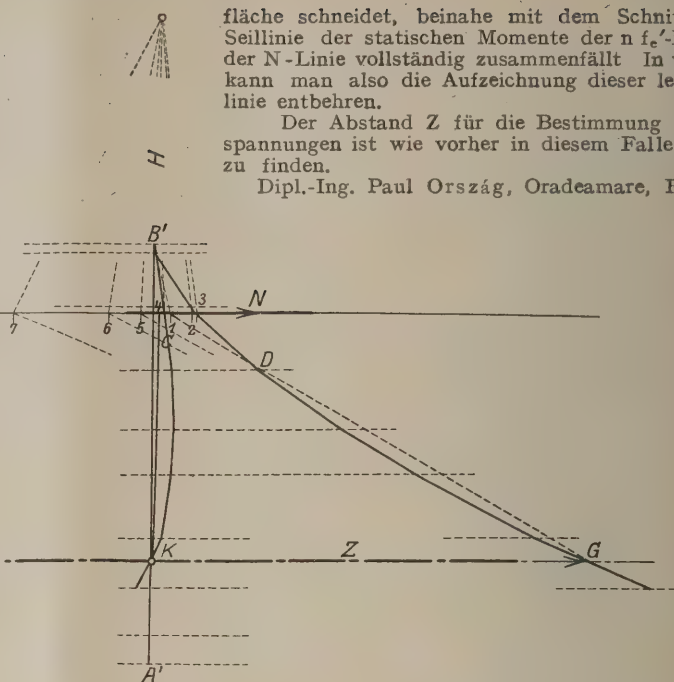 fläche schneidet, beinahe mit dem Schni
Seillinie der statischen Momente der n fe'-
der N-Linie vollständig zusammenfällt In
kann man also die Aufzeichnung dieser le
linie entbehren.
Der Abstand Z für die Bestimmung
spannungen ist wie vorher in diesem Falle
zu finden.
Dipl.-Ing. Paul Ország, Oradeamare,
H
B'
N
7 6 5 4 1 2 3
D
K Z G
A'